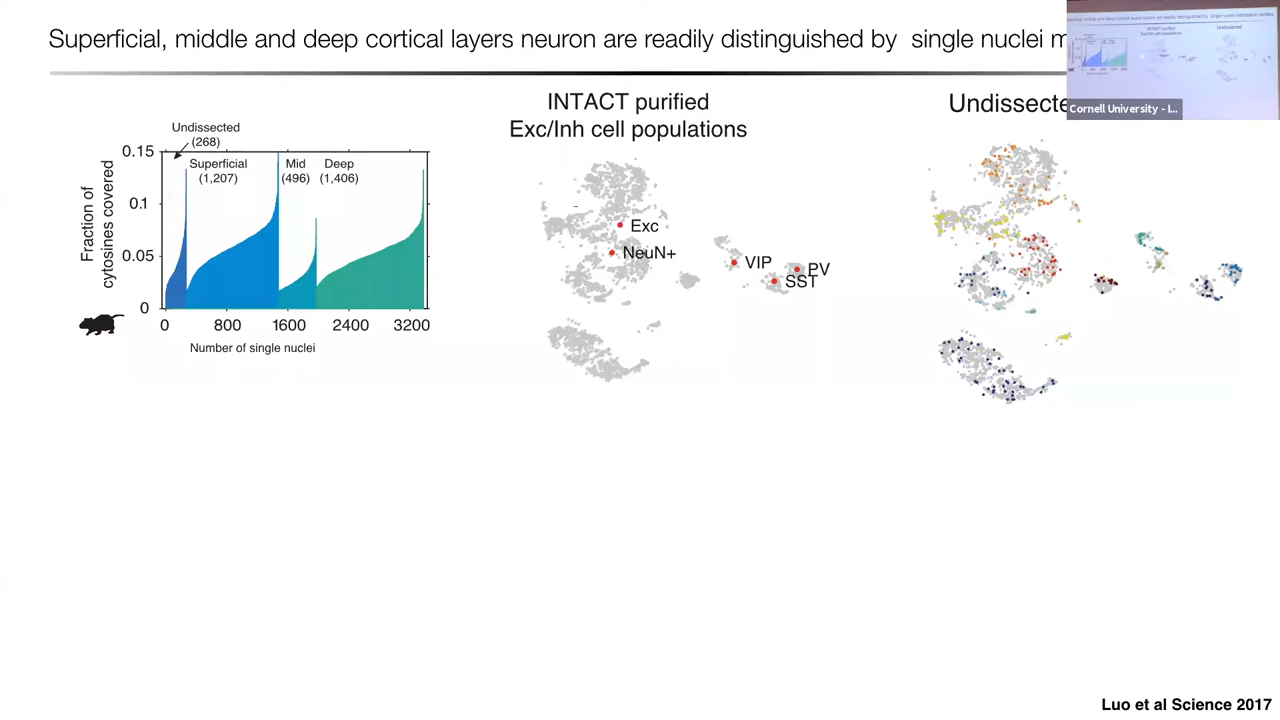 Superficial, middle and deep cortical layers neuron are readily distinguished by single nuclei m
Cornell University - I...
INTACT purified
Exc/Inh cell populations
Undissecte
Undissected
(268)
Superficial
(1,207)
Mid
(496)
Deep
(1,406)
Fraction of
cytosines covered
0.15
0.1
0.05
0
0
800
1600
2400
3200
Number of single nuclei
Exc
NeuN+
VIP
PV
SST
Luo et al Science 2017